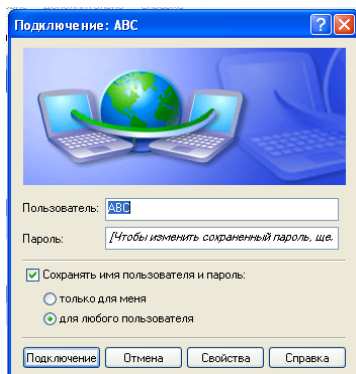 Подключение: ABC
Пользователь: ABC
Пароль: [Чтобы изменить сохраненный пароль, ще.
Сохранять имя пользователя и пароль:
только для меня
для любого пользователя
Подключение Отмена Свойства Справка